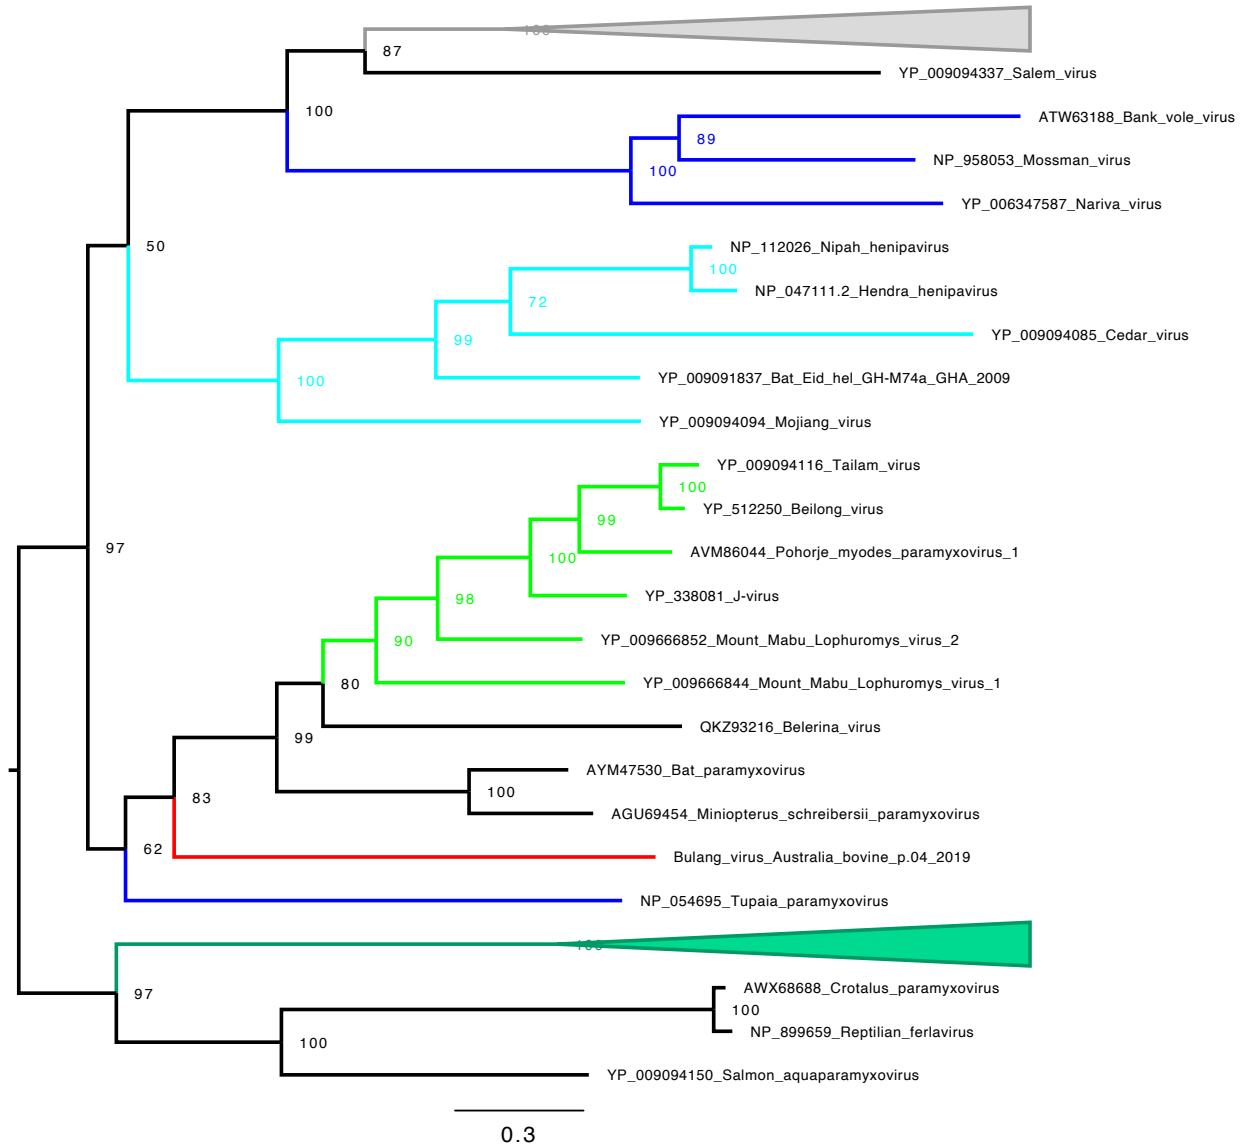 100
87
YP_009094337_Salem_virus
100
ATW63188_Bank_vole_virus
89
NP_958053_Mossman_virus
100
YP_006347587_Nariva_virus
50
NP_112026_Nipah_henipavirus
100
NP_047111.2_Hendra_henipavirus
72
YP_009094085_Cedar_virus
99
YP_009091837_Bat_Eid_hel_GH-M74a_GHA_2009
100
YP_009094094_Mojiang_virus
YP_009094116_Tailam_virus
100
YP_512250_Beilong_virus
99
97
AVM86044_Pohorje_myodes_paramyxovirus_1
100
YP_338081_J-virus
98
YP_009666852_Mount_Mabu_Lophuromys_virus_2
90
YP_009666844_Mount_Mabu_Lophuromys_virus_1
80
QKZ93216_Belerina_virus
99
AYM47530_Bat_paramyxovirus
100
83
AGU69454_Miniopterus_schreibersii_paramyxovirus
62
Bulang_virus_Australia_bovine_p.04_2019
NP_054695_Tupaia_paramyxovirus
100
97
AWX68688_Crotalus_paramyxovirus
100
NP_899659_Reptilian_ferlavirus
100
YP_009094150_Salmon_aquaparamyxovirus
0.3